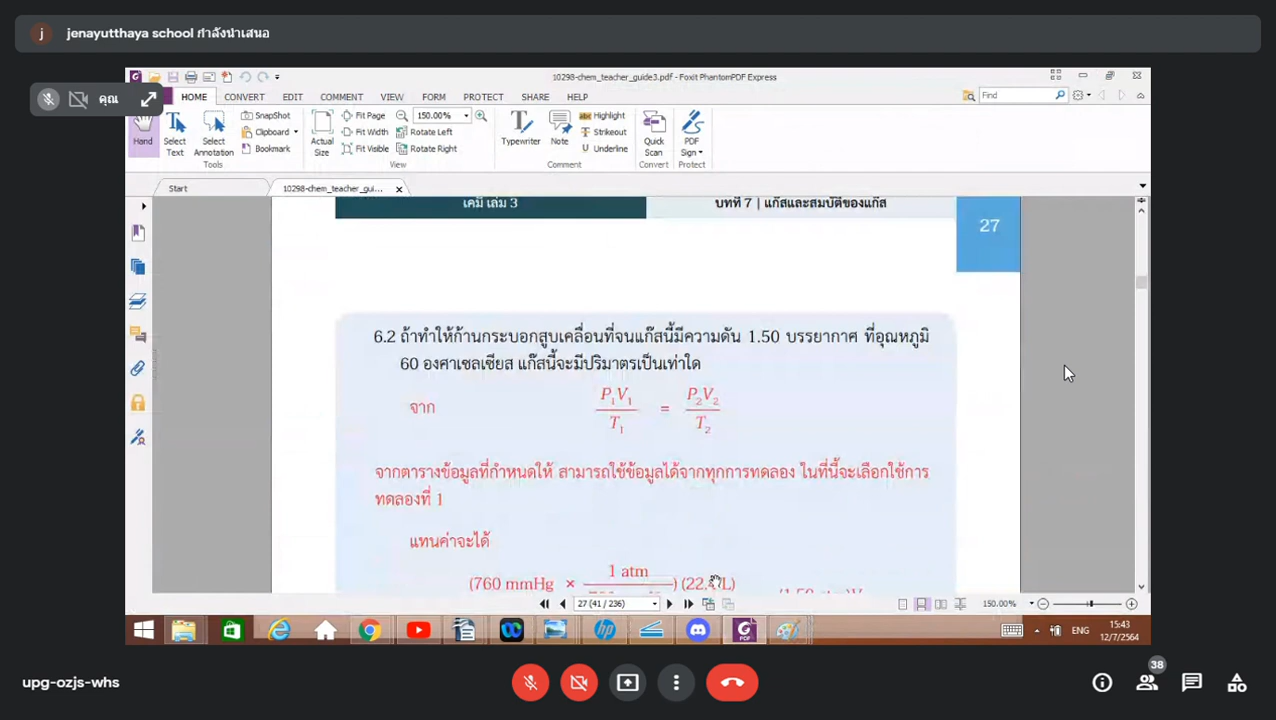 j jenayutthaya school กำลังนำเสนอ
10298-chem_teacher_guide3.pdf - Foxit PhantomPDF Express
คุณ
HOME CONVERT EDIT COMMENT VIEW FORM PROTECT SHARE HELP
Find
Hand
Select Text
Select Annotation
SnapShot
Clipboard
Bookmark
Tools
Actual Size
Fit Page
Fit Width
Fit Visible
150.00%
Rotate Left
Rotate Right
View
Typewriter
Note
Highlight
Strikeout
Underline
Comment
Quick Scan
Convert
PDF Sign
Protect
Start
10298-chem_teacher_gui...
เคมี เล่ม 3
บทที่ 7 | แก๊สและสมบัติของแก๊ส
27
6.2 ถ้าทำให้ก้านกระบอกสูบเคลื่อนที่จนแก๊สนี้มีความดัน 1.50 บรรยากาศ ที่อุณหภูมิ
60 องศาเซลเซียส แก๊สนี้จะมีปริมาตรเป็นเท่าใด
จาก P₁V₁/T₁ = P₂V₂/T₂
จากตารางข้อมูลที่กำหนดให้ สามารถใช้ข้อมูลได้จากทุกการทดลอง ในที่นี้จะเลือกใช้การ
ทดลองที่ 1
แทนค่าจะได้
1 atm
(760 mmHg × ) (22. L)
27 (41 / 236)
150.00%
ENG
15:43
12/7/2564
upg-ozjs-whs
38